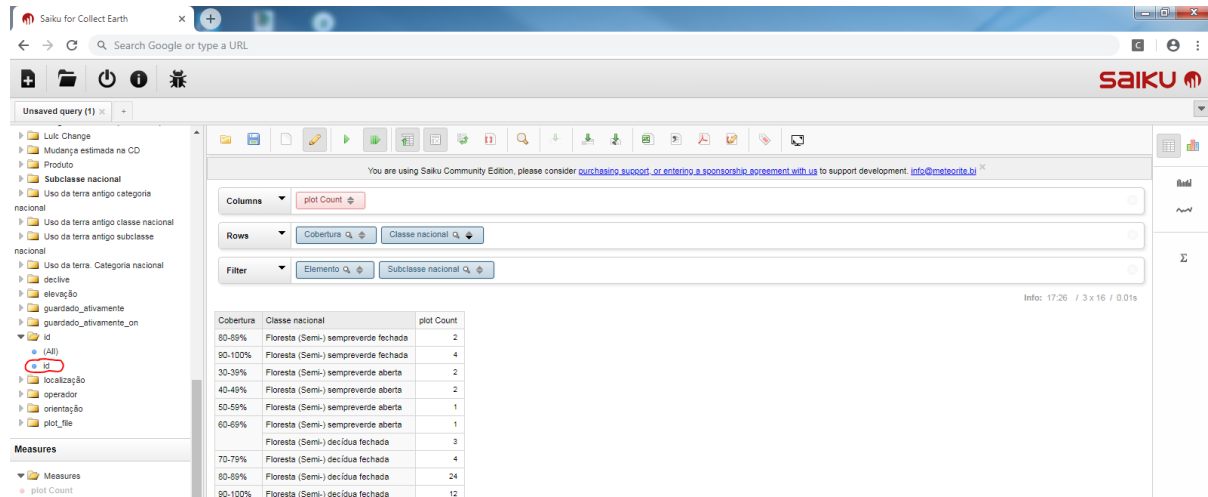 Saiku for Collect Earth
Search Google or type a URL
saiku
Unsaved query (1)
Lulc Change
Mudança estimada na CD
Produto
Subclasse nacional
Uso da terra antigo categoria
nacional
Uso da terra antigo classe nacional
Uso da terra antigo subclasse
nacional
Uso da terra. Categoria nacional
declive
elevação
guardado_ativamente
guardado_ativamente_on
id
(All)
id
localização
operador
orientação
plot_file
Measures
Measures
plot Count
You are using Saiku Community Edition, please consider purchasing support, or entering a sponsorship agreement with us to support development. info@meteorite.bi
Columns plot Count
Rows Cobertura Classe nacional
Filter Elemento Subclasse nacional
Info: 17:26 / 3 x 16 / 0.01s
Cobertura Classe nacional plot Count
80-89% Floresta (Semi-) sempreverde fechada 2
90-100% Floresta (Semi-) sempreverde fechada 4
30-39% Floresta (Semi-) sempreverde aberta 2
40-49% Floresta (Semi-) sempreverde aberta 2
50-59% Floresta (Semi-) sempreverde aberta 1
60-69% Floresta (Semi-) sempreverde aberta 1
Floresta (Semi-) decídua fechada 3
70-79% Floresta (Semi-) decídua fechada 4
80-89% Floresta (Semi-) decídua fechada 24
90-100% Floresta (Semi-) decídua fechada 12
Σ